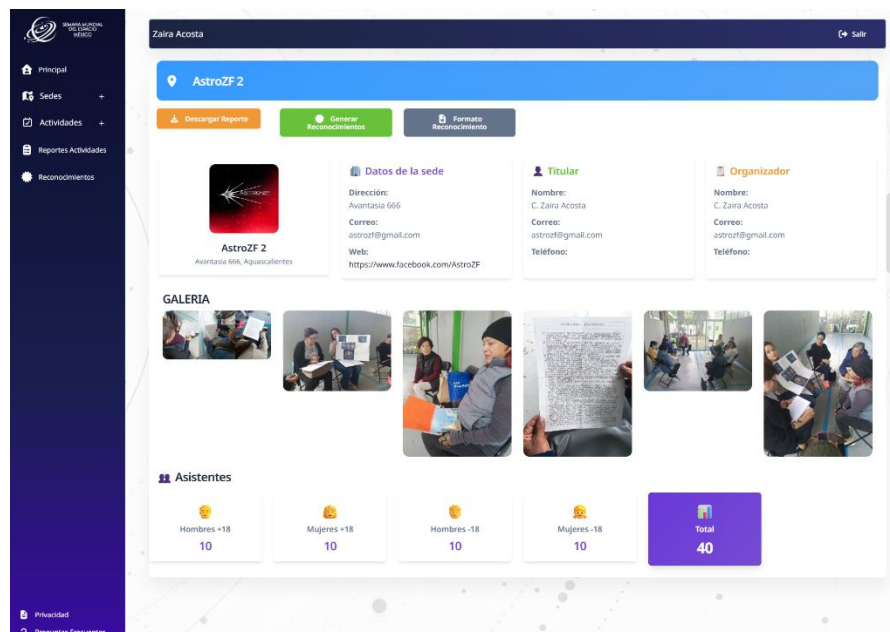 SEMANA MUNDIAL
DEL ESPACIO
MÉXICO
Zaira Acosta
Salir
Principal
Sedes +
Actividades +
Reportes Actividades
Reconocimientos
AstroZF 2
Descargar Reporte
Generar
Reconocimientos
Formato
Reconocimiento
AstroZF 2
Avantasia 666, Aguascalientes
Datos de la sede
Dirección:
Avantasia 666
Correo:
astrozf@gmail.com
Web:
https://www.facebook.com/AstroZF
Titular
Nombre:
C. Zaira Acosta
Correo:
astrozf@gmail.com
Teléfono:
Organizador
Nombre:
C. Zaira Acosta
Correo:
astrozf@gmail.com
Teléfono:
GALERIA
Asistentes
Hombres +18
10
Mujeres +18
10
Hombres -18
10
Mujeres -18
10
Total
40
Privacidad
Preguntas Frecuentes